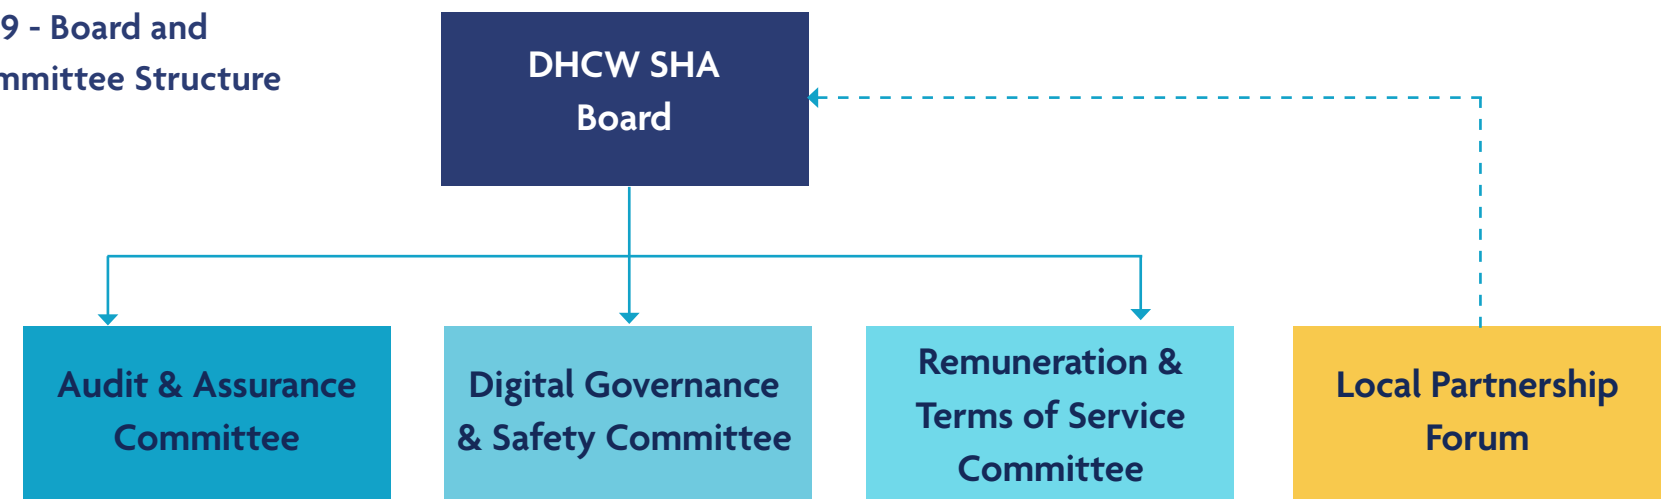 9 - Board and
mmittee Structure
DHCW SHA
Board
Audit & Assurance
Committee
Digital Governance
& Safety Committee
Remuneration &
Terms of Service
Committee
Local Partnership
Forum